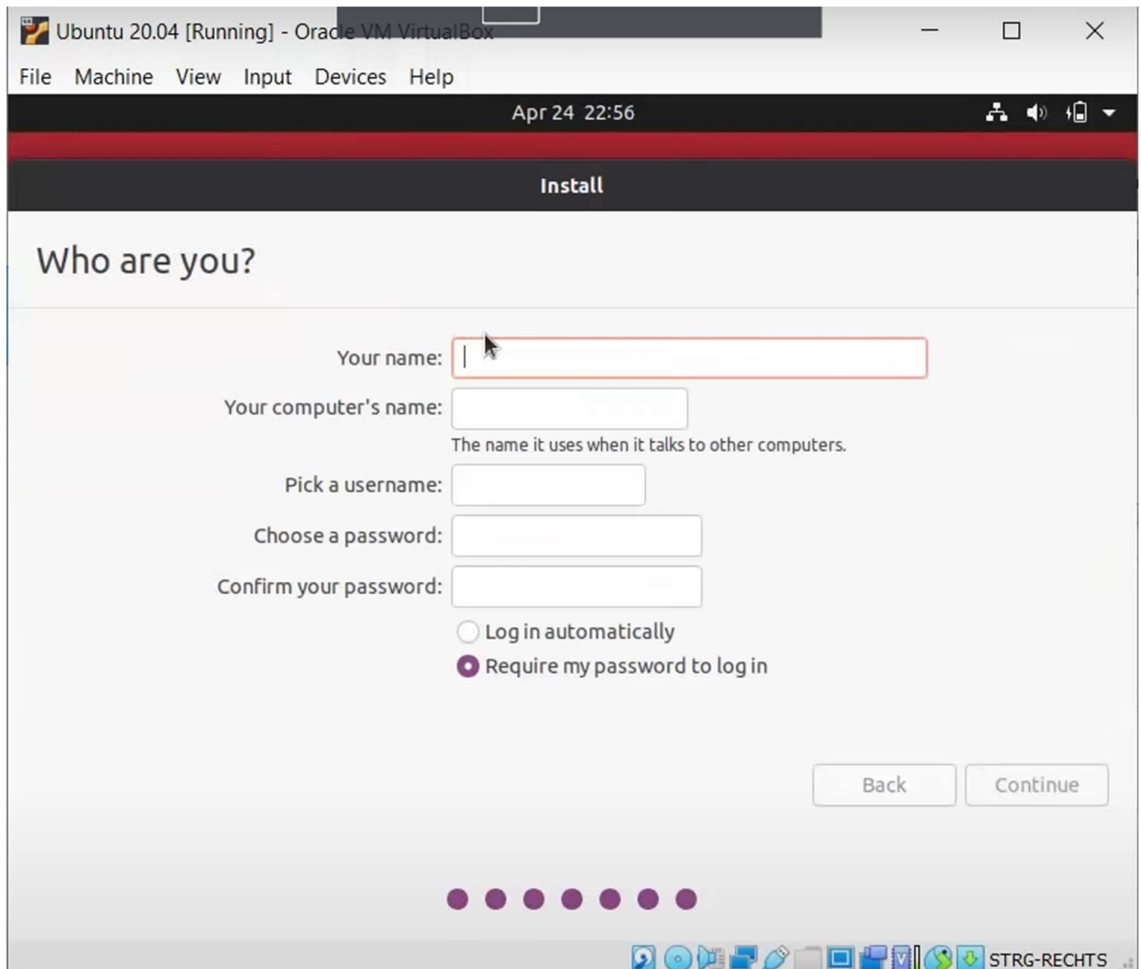 Ubuntu 20.04 [Running] - Oracle VM VirtualBox
File Machine View Input Devices Help
Apr 24 22:56
Install
Who are you?
Your name:
Your computer's name:
The name it uses when it talks to other computers.
Pick a username:
Choose a password:
Confirm your password:
Log in automatically
Require my password to log in
Back Continue
STRG-RECHTS